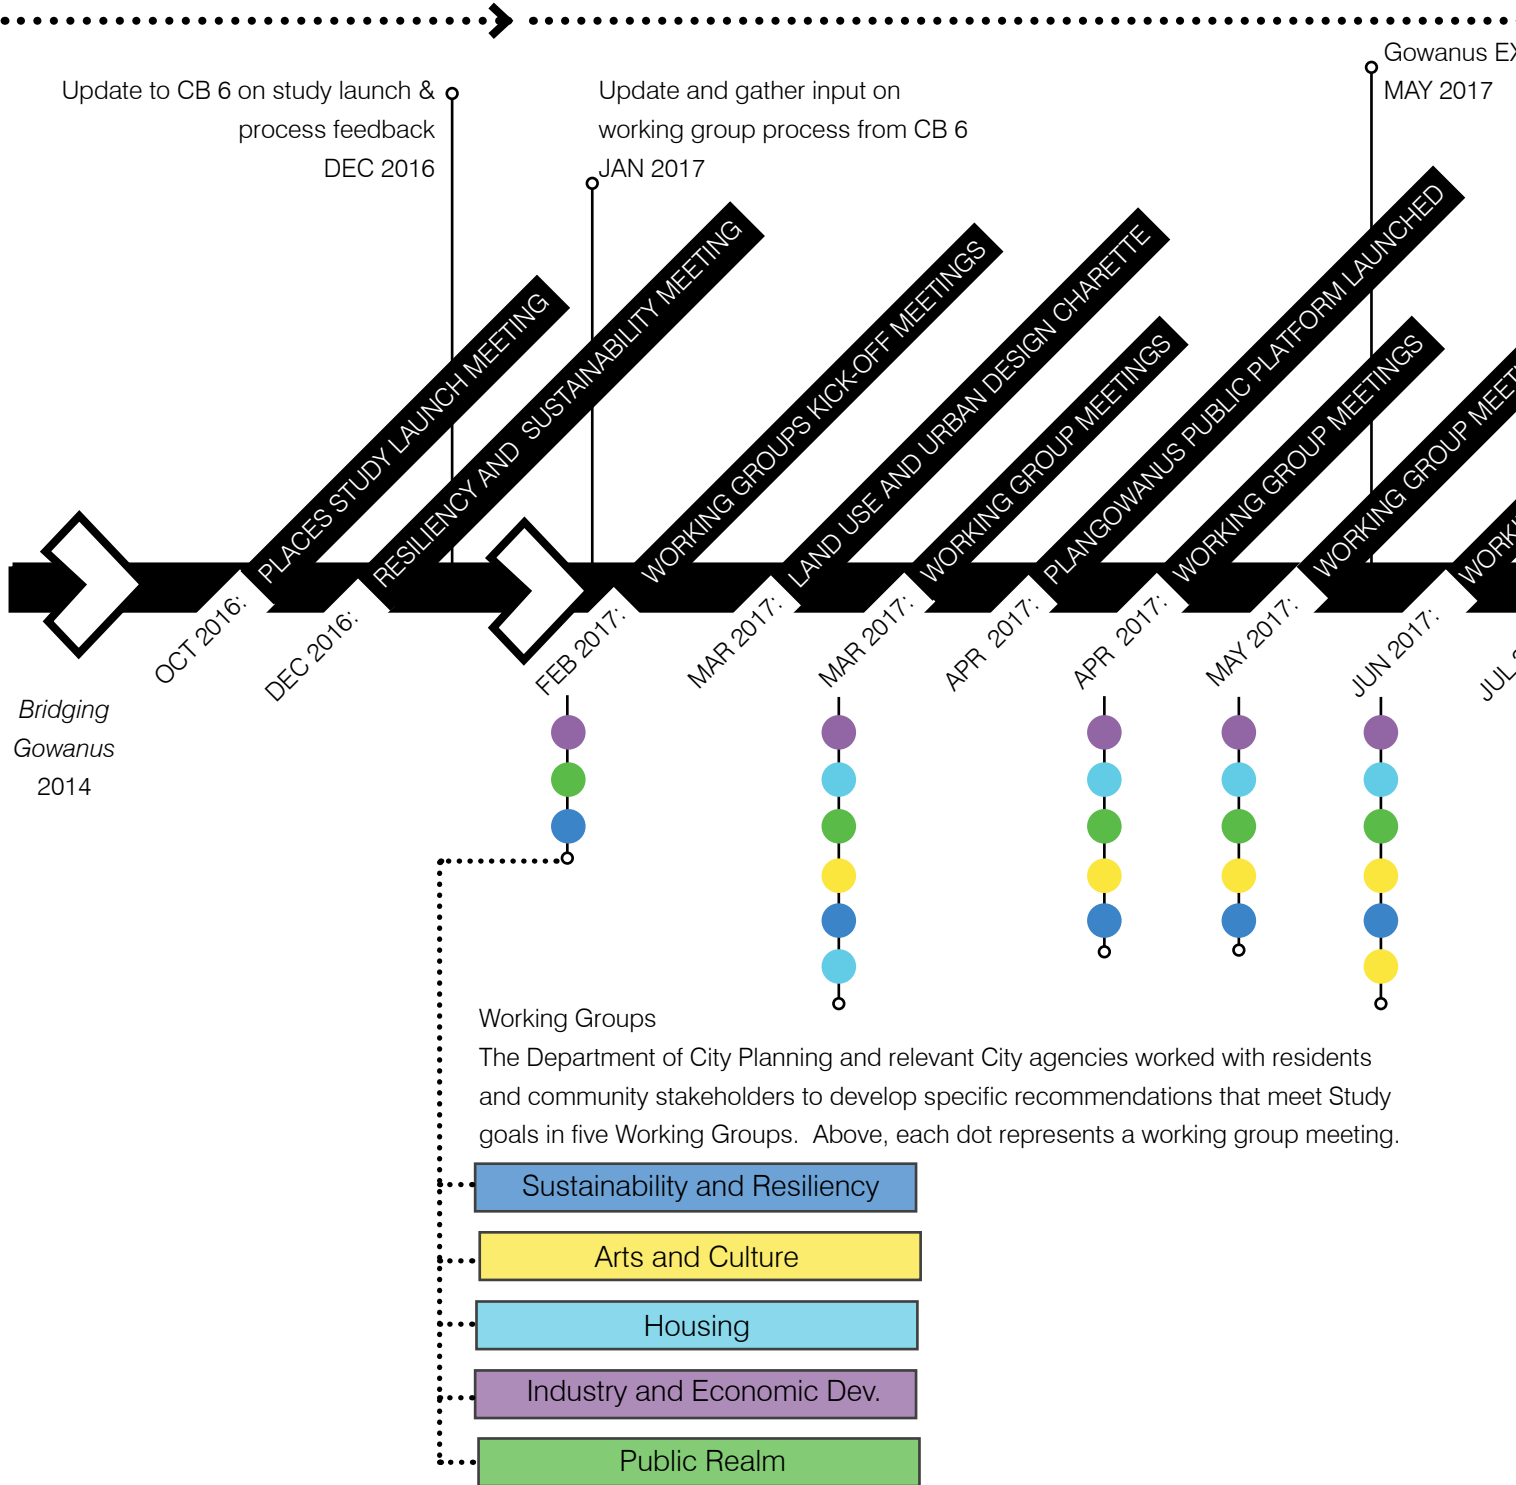 Gowanus
MAY 2017
Update to CB 6 on study launch &
process feedback
DEC 2016
Update and gather input on
working group process from CB 6
JAN 2017
PLACES STUDY LAUNCH MEETING
RESILIENCY AND SUSTAINABILITY MEETING
WORKING GROUPS KICK-OFF MEETINGS
LAND USE AND URBAN DESIGN CHARETTE
WORKING GROUP MEETINGS
PLANGOWANUS PUBLIC PLATFORM LAUNCHED
WORKING GROUP MEETINGS
WORKING GROUP
OCT 2016:
DEC 2016:
FEB 2017:
MAR 2017:
MAR 2017:
APR 2017:
APR 2017:
MAY 2017:
JUN 2017:
JUL
Bridging
Gowanus
2014
Working Groups
The Department of City Planning and relevant City agencies worked with residents
and community stakeholders to develop specific recommendations that meet Study
goals in five Working Groups. Above, each dot represents a working group meeting.
Sustainability and Resiliency
Arts and Culture
Housing
Industry and Economic Dev.
Public Realm